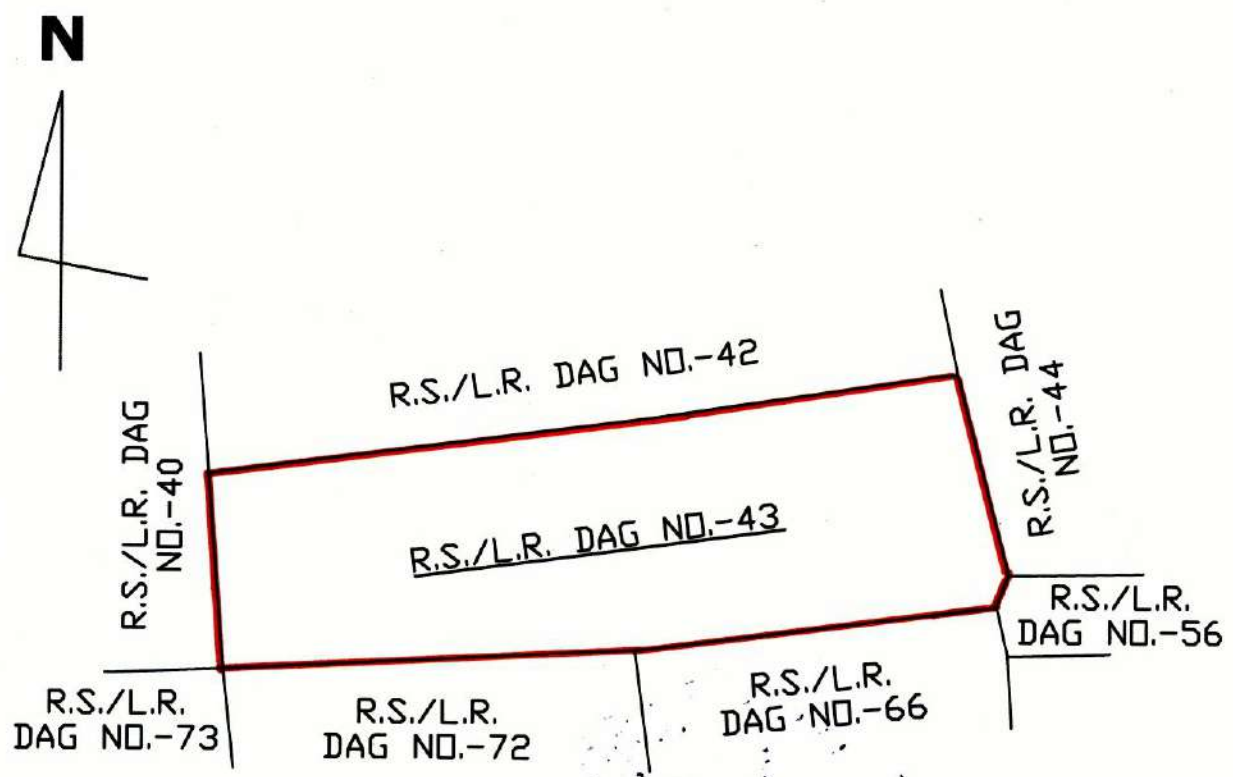 N
R.S./L.R. DAG NO.-42
R.S./L.R. DAG
NO.-40
R.S./L.R. DAG
NO.-44
R.S./L.R. DAG NO.-43
R.S./L.R.
DAG NO.-56
R.S./L.R.
DAG NO.-73
R.S./L.R.
DAG NO.-72
R.S./L.R.
DAG NO.-66